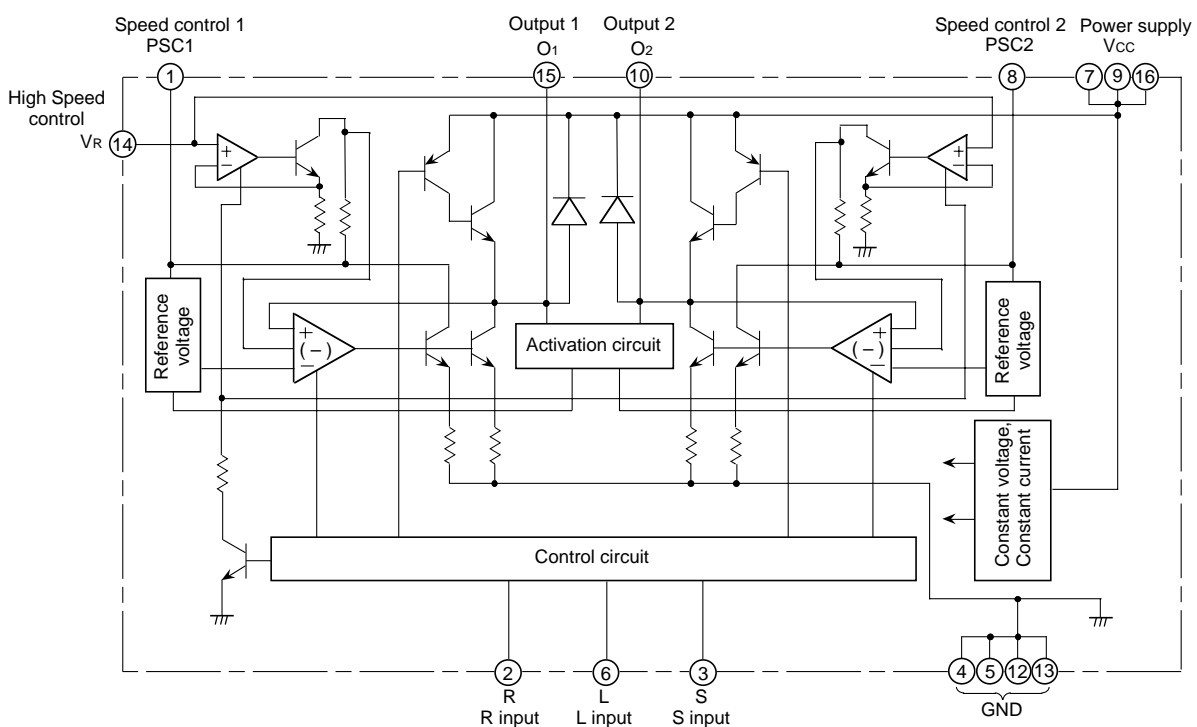 Speed control 1
PSC1
Output 1
O1
Output 2
O2
Speed control 2
PSC2
Power supply
VCC
1
15
10
8
7
9
16
High Speed
control
VR
14
+
−
+
−
Reference
voltage
+
(−)
−
Activation circuit
+
(−)
−
Reference
voltage
Constant voltage,
Constant current
Control circuit
2
6
3
4
5
12
13
R
R input
L
L input
S
S input
GND